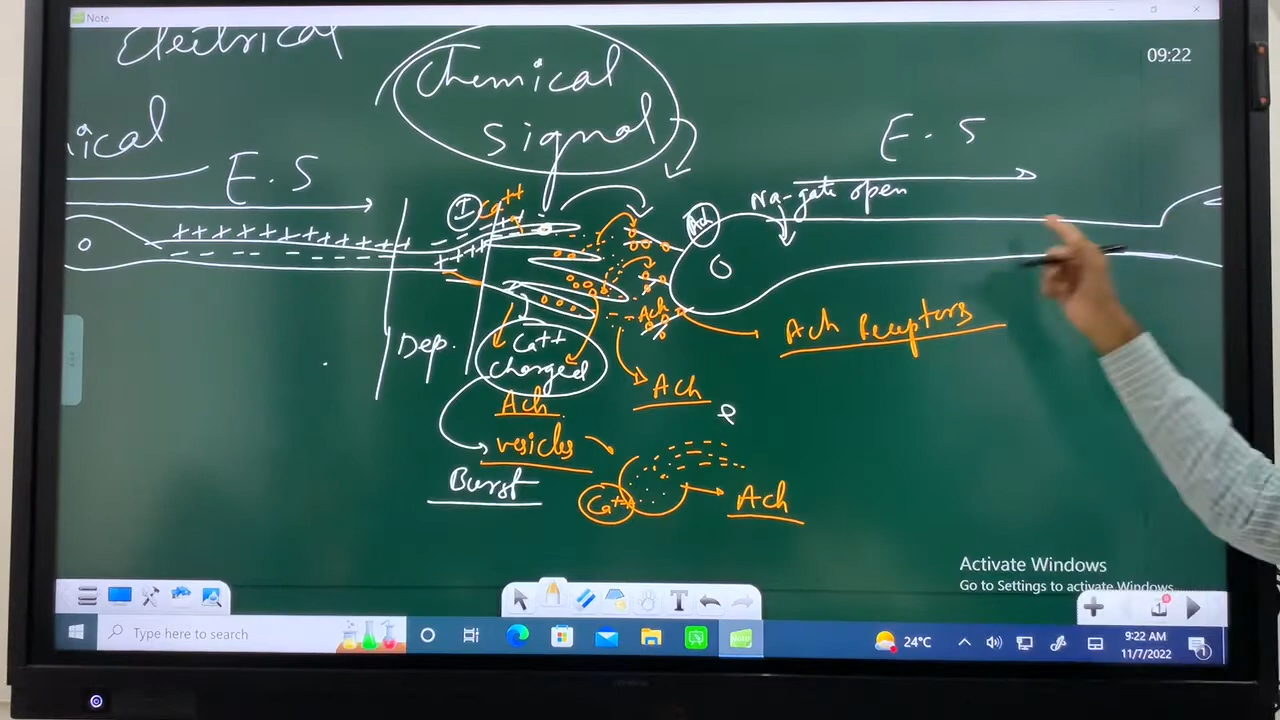 Note
Electrical
Chemical
signal
09:22
ical
E.S
E.S
I
Ca++
Na-gate open
Ach
+++++++++++
Ach
Ach Receptors
Dep.
Ca++
charged
Ach
Ach
vesicles
Burst
Ca++
Ach
Activate Windows
Go to Settings to activate Windows.
T
Type here to search
Note
24°C
9:22 AM
11/7/2022